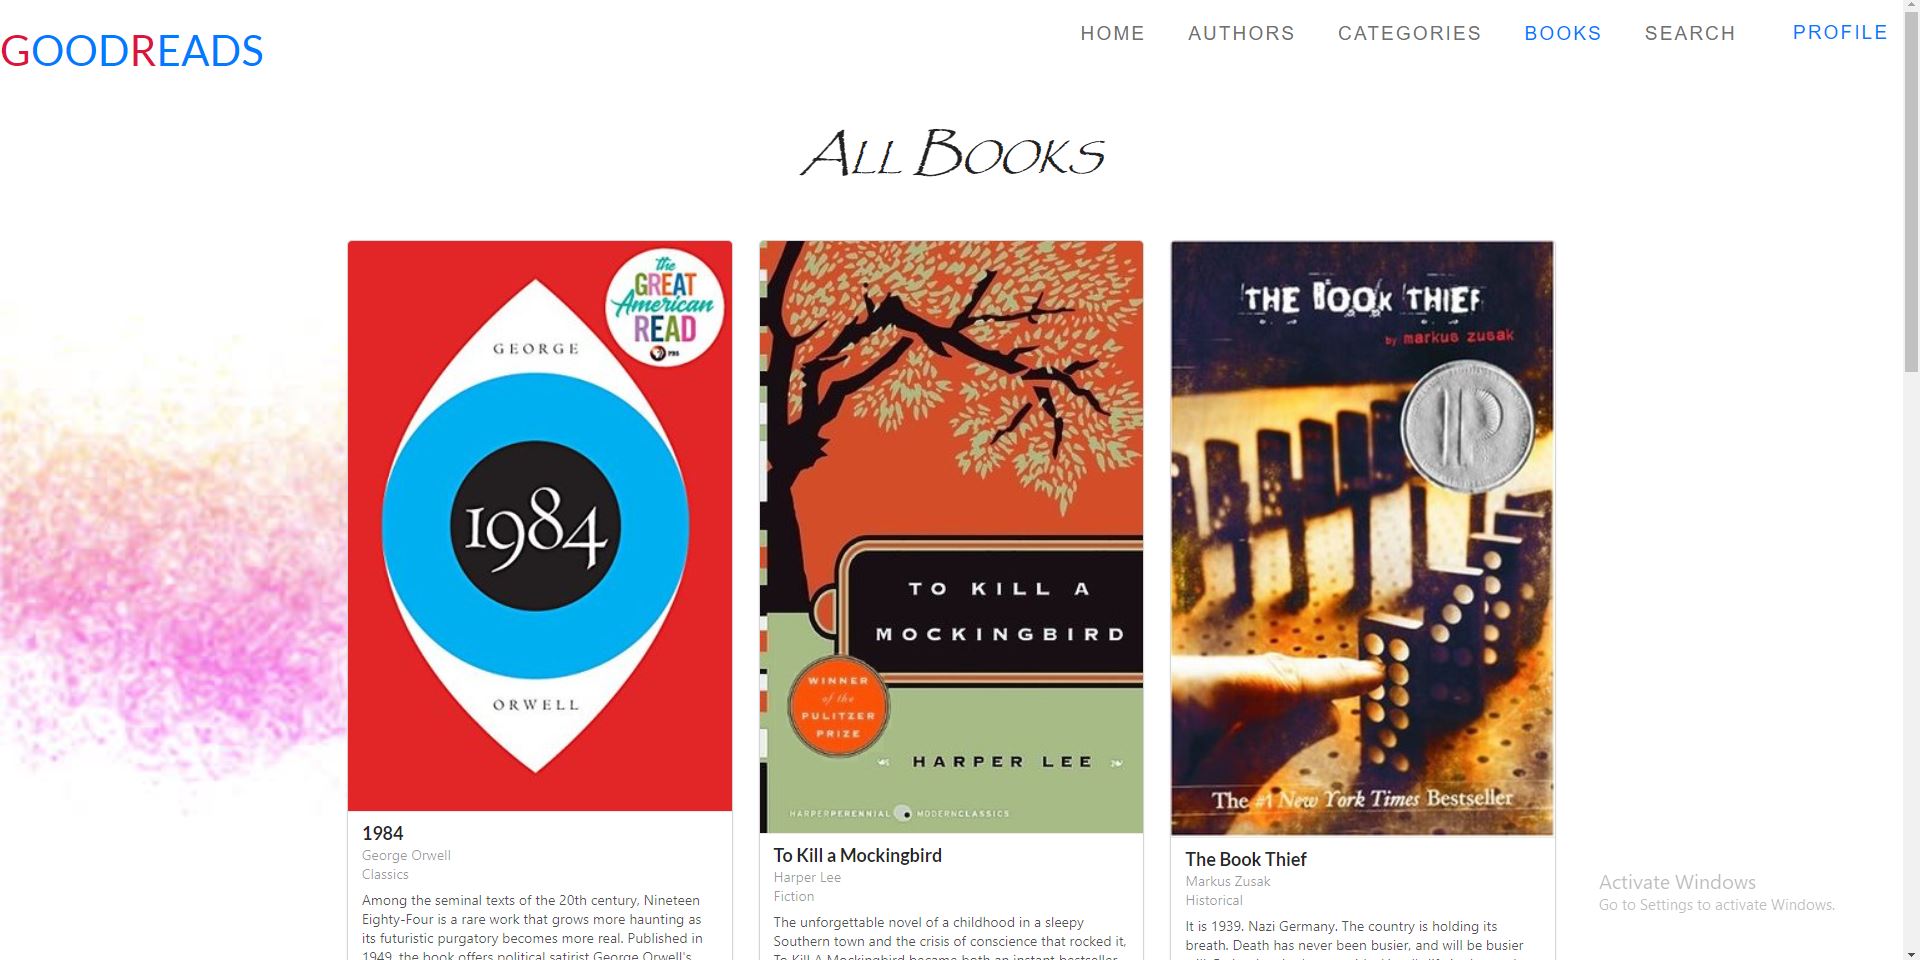 GOODREADS
HOME AUTHORS CATEGORIES BOOKS SEARCH PROFILE
ALL BOOKS
the
GREAT
American
READ
PBS
GEORGE
1984
ORWELL
1984
George Orwell
Classics
Among the seminal texts of the 20th century, Nineteen
Eighty-Four is a rare work that grows more haunting as
its futuristic purgatory becomes more real. Published in
1949, the book offers political satirist George Orwell's
TO KILL A
MOCKINGBIRD
WINNER
of the
PULITZER
PRIZE
HARPER LEE
HARPERPERENNIAL MODERNCLASSICS
To Kill a Mockingbird
Harper Lee
Fiction
The unforgettable novel of a childhood in a sleepy
Southern town and the crisis of conscience that rocked it,
To Kill A Mockingbird became both an instant bestseller
THE BOOK THIEF
by markus zusak
The #1 New York Times Bestseller
The Book Thief
Markus Zusak
Historical
It is 1939. Nazi Germany. The country is holding its
breath. Death has never been busier, and will be busier
Activate Windows
Go to Settings to activate Windows.